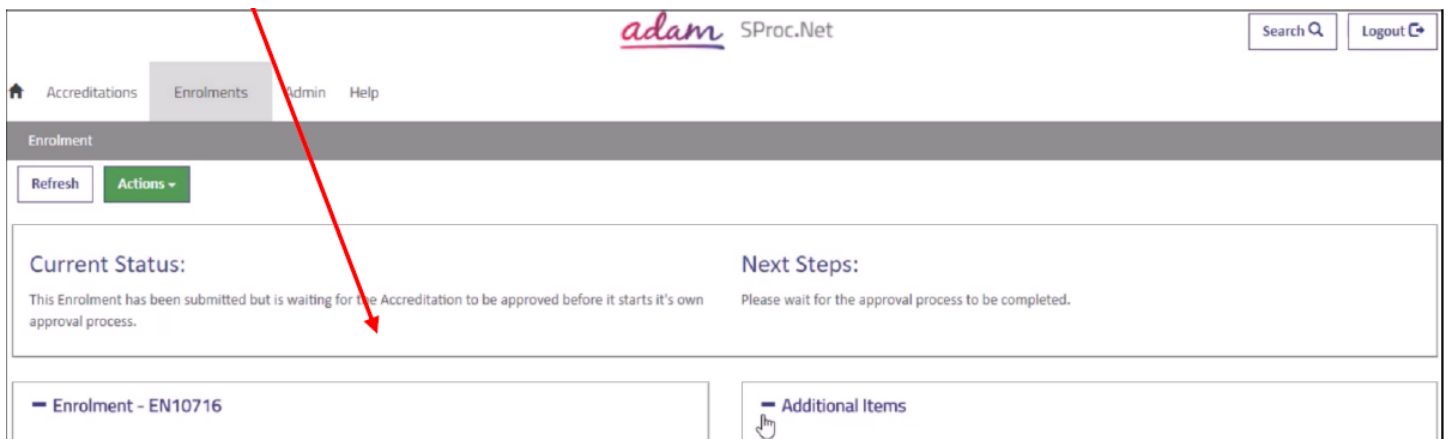 adam SProc.Net
Search Logout
Accreditations Enrolments Admin Help
Enrolment
Refresh Actions
Current Status:
This Enrolment has been submitted but is waiting for the Accreditation to be approved before it starts it's own
approval process.
Next Steps:
Please wait for the approval process to be completed.
Enrolment - EN10716
Additional Items